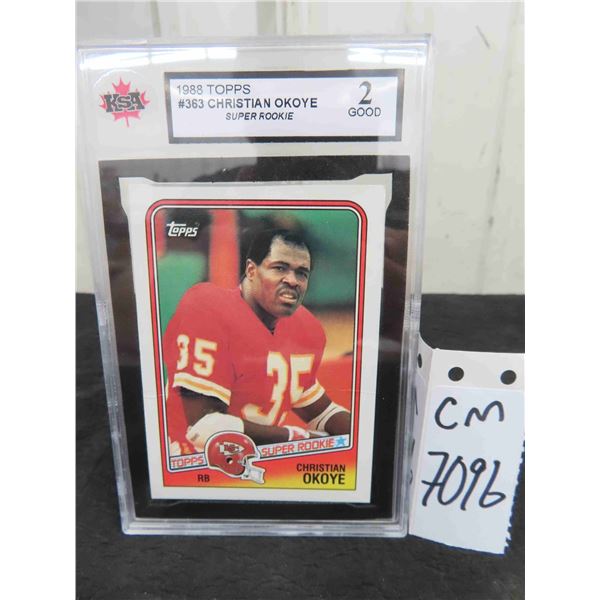 KSA
1988 TOPPS
#363 CHRISTIAN OKOYE
SUPER ROOKIE
2
GOOD
topps
35
35
TOPPS SUPER ROOKIE
RB
CHRISTIAN
OKOYE
CM
7096